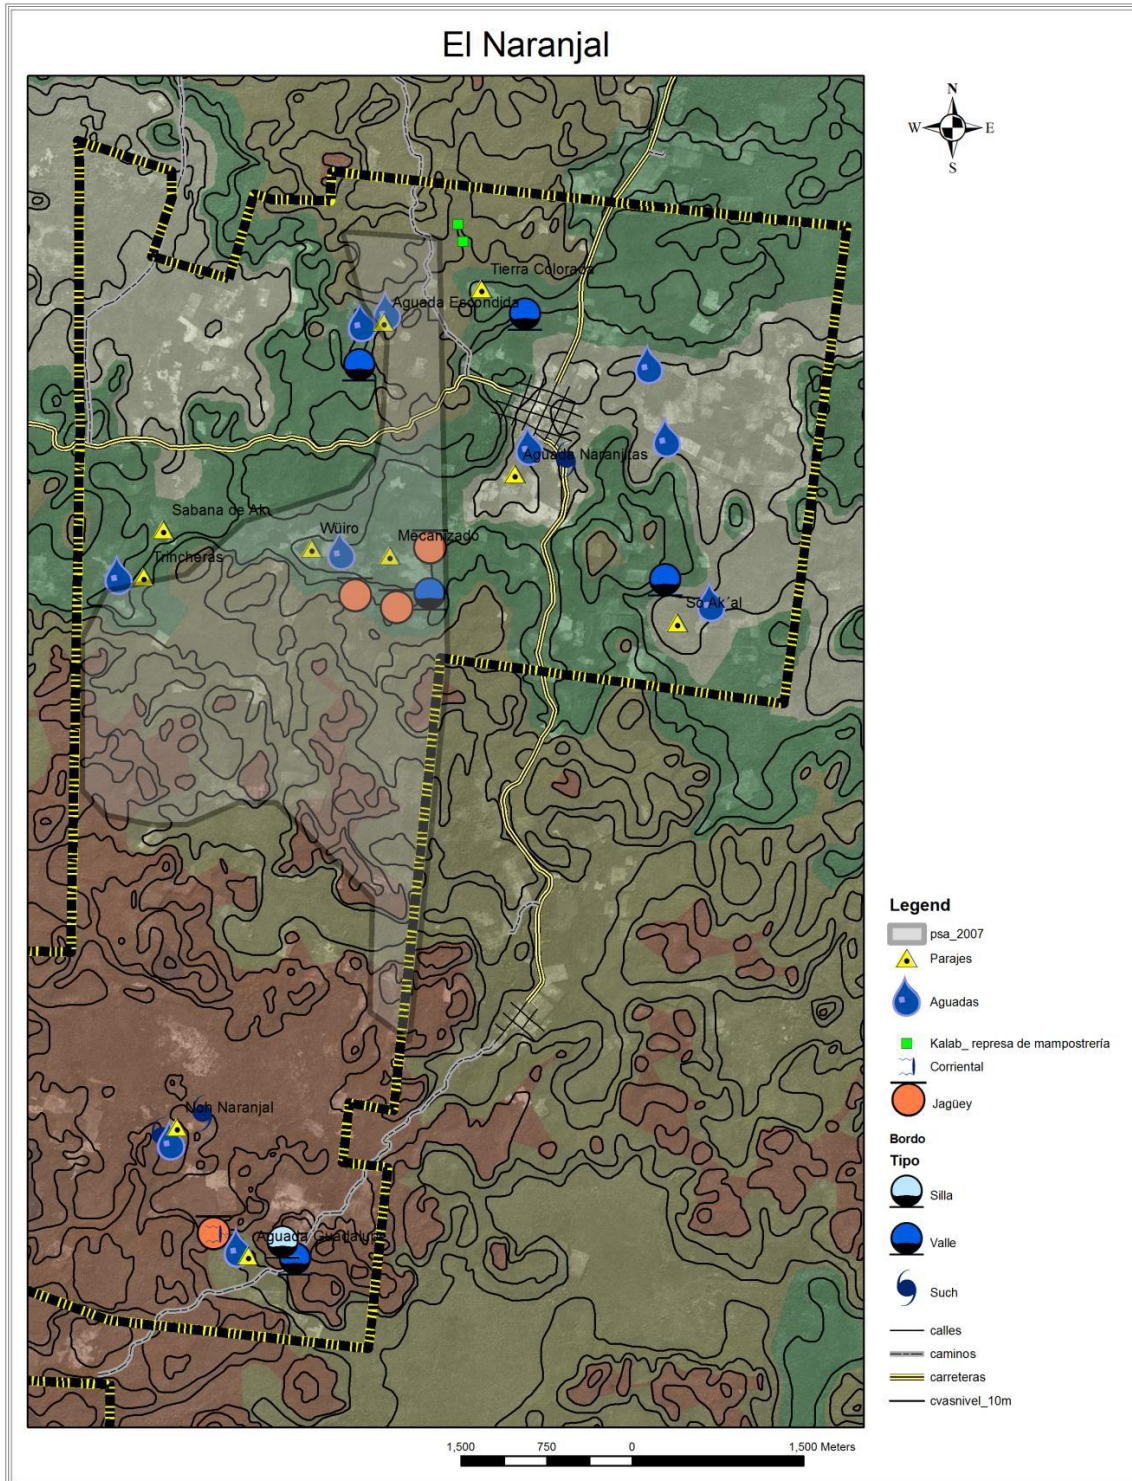 El Naranjal
N
W E
S
Tierra Colorada
Aguada Escondida
Aguada Naranjitas
Sabana de Ak
Wüiro
Mecanizado
Trincheras
So Ak´al
Noh Naranjal
Aguada Guadalupe
Legend
psa_2007
Parajes
Aguadas
Kalab_ represa de mampostrería
Corriental
Jagüey
Bordo
Tipo
Silla
Valle
Such
calles
caminos
carreteras
cvasnivel_10m
1,500 750 0 1,500 Meters